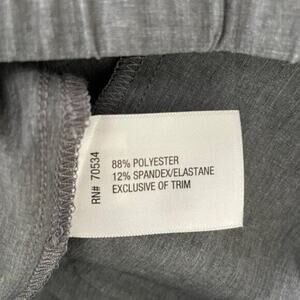 RN# 70534
88% POLYESTER
12% SPANDEX/ELASTANE
EXCLUSIVE OF TRIM